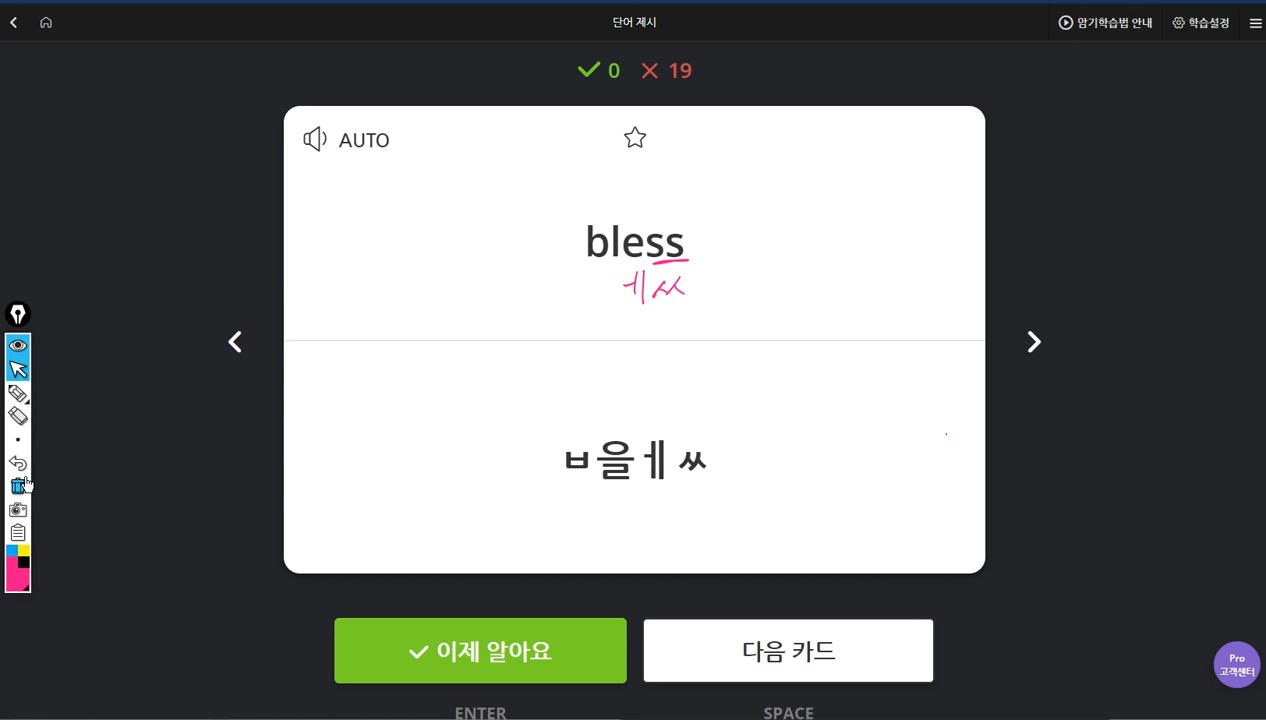 단어 제시
암기학습법 안내
학습설정
0
19
AUTO
bless
ㅔㅆ
ㅂ을ㅔㅆ
이제 알아요
다음 카드
ENTER
SPACE
Pro
고객센터